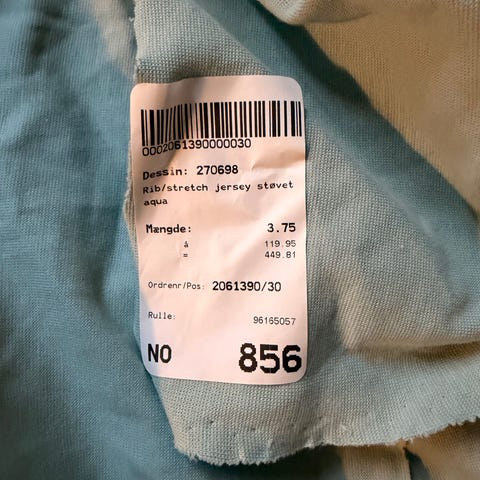 0002061390000030
Dessin: 270698
Rib/stretch jersey støvet
aqua
Mængde: 3.75
à 119.95
= 449.81
Ordrenr/Pos: 2061390/30
Rulle: 96165057
NO 856